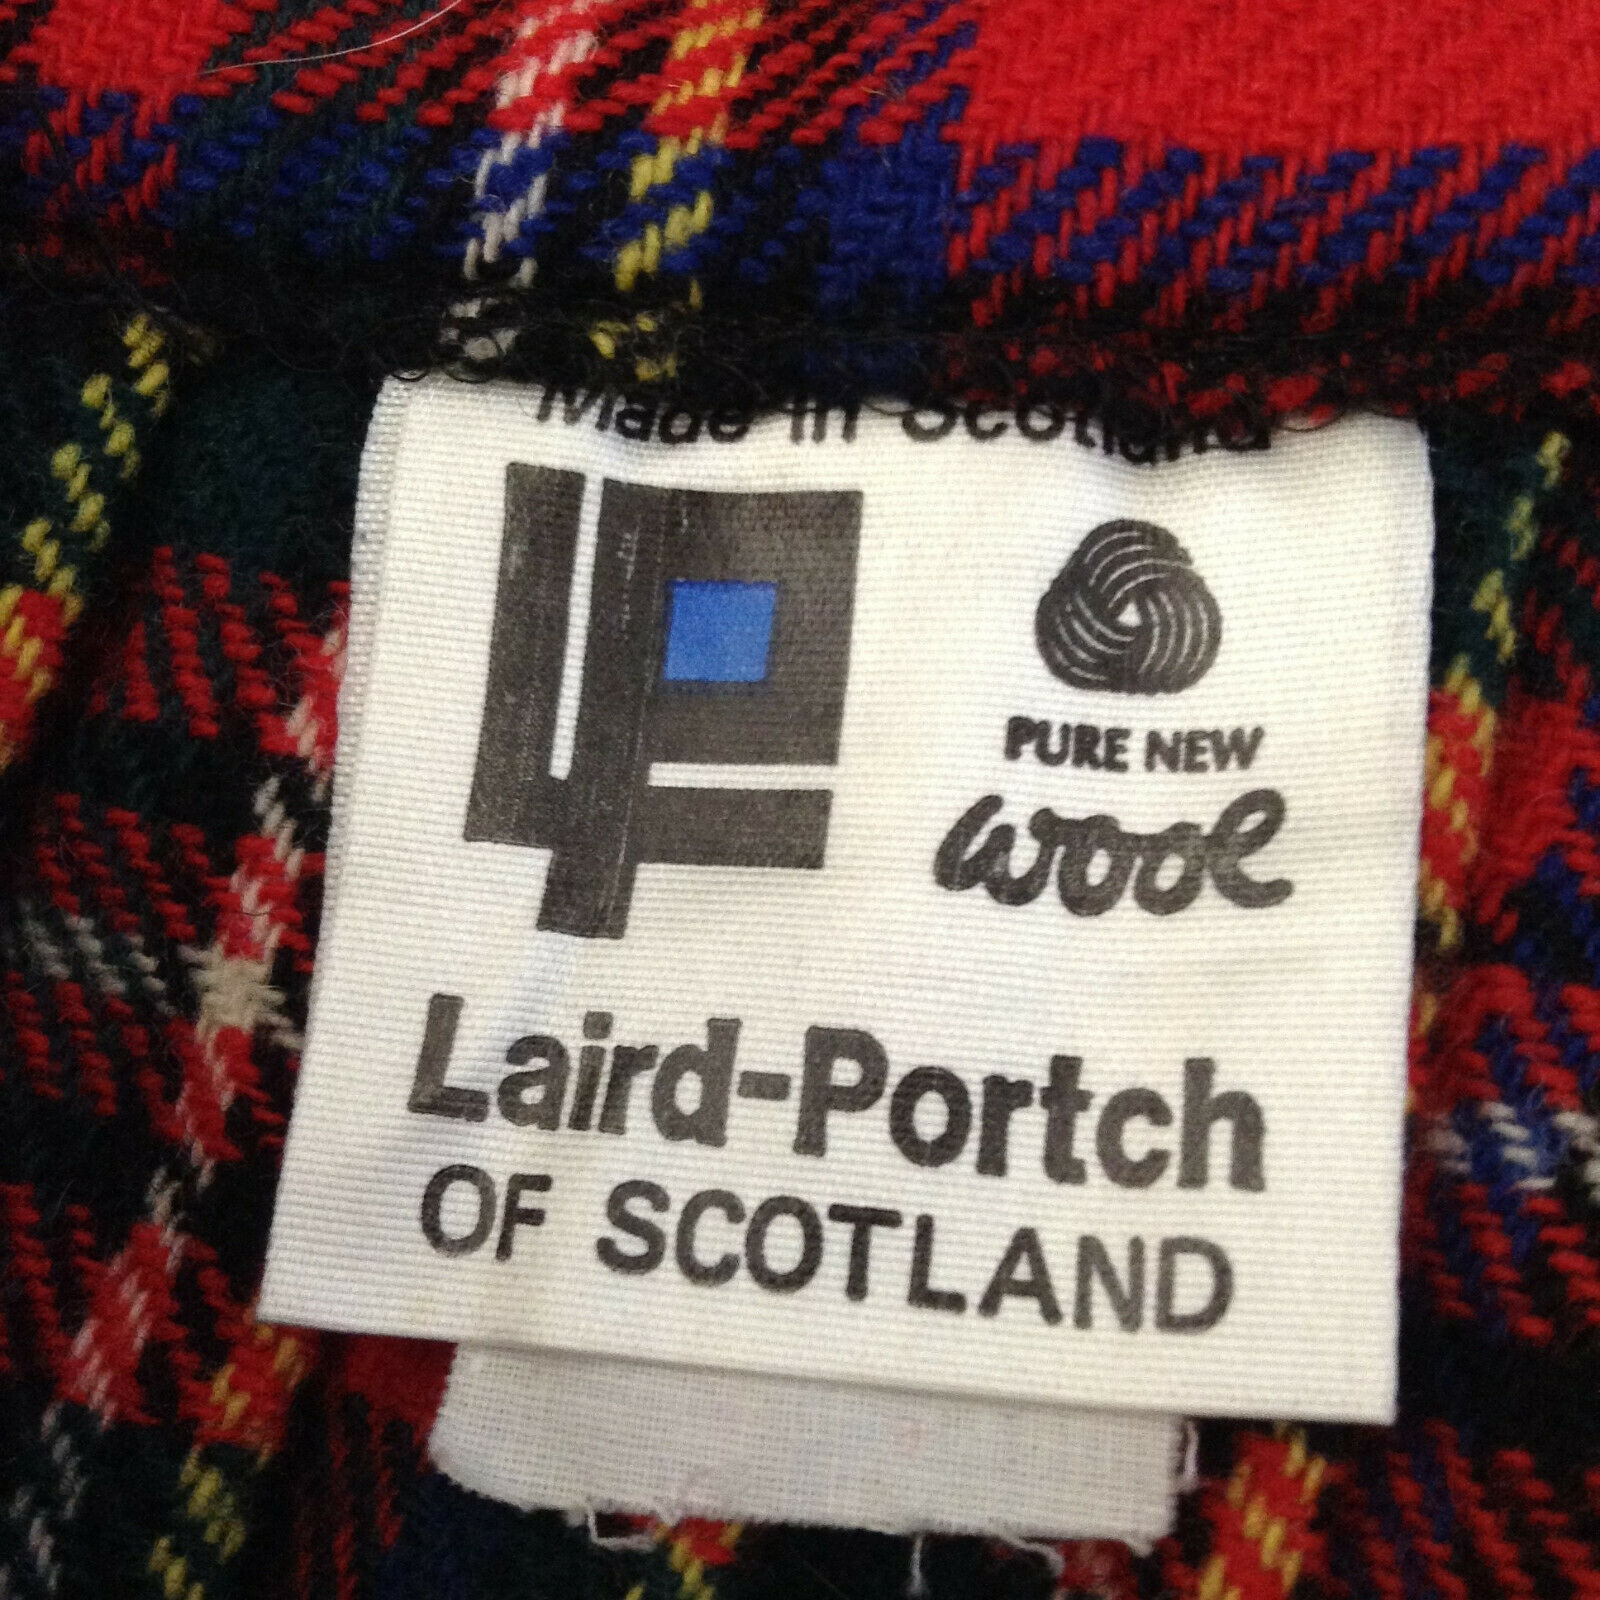 Made in Scotland
PURE NEW
wool
Laird-Portch
OF SCOTLAND